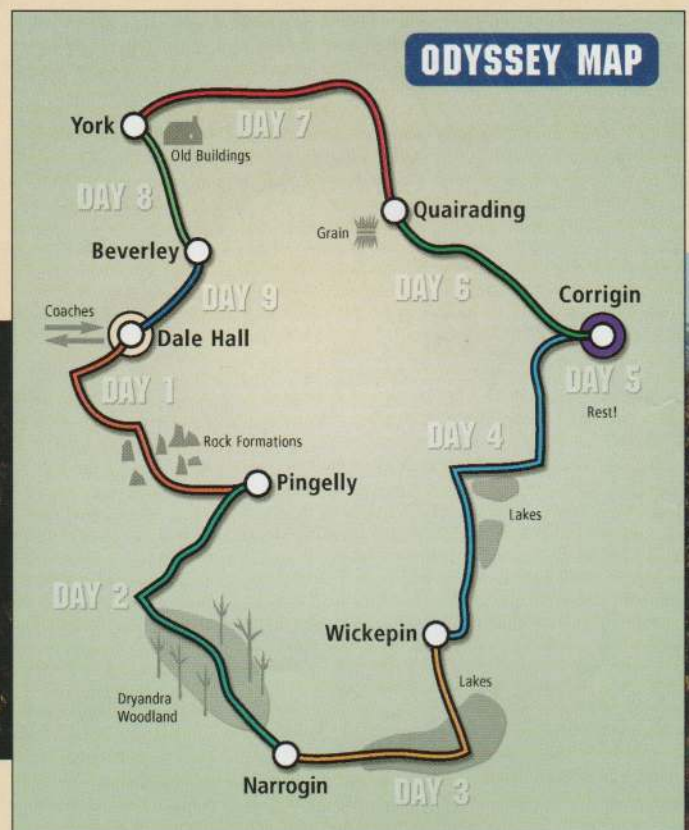 ODYSSEY MAP
York
DAY 7
Old Buildings
DAY 8
Quairading
Grain
Beverley
DAY 9
DAY 6
Corrigin
Coaches
Dale Hall
DAY 1
DAY 5
Rest!
DAY 4
Rock Formations
Pingelly
Lakes
DAY 2
Wickepin
Lakes
Dryandra
Woodland
Narrogin
DAY 3